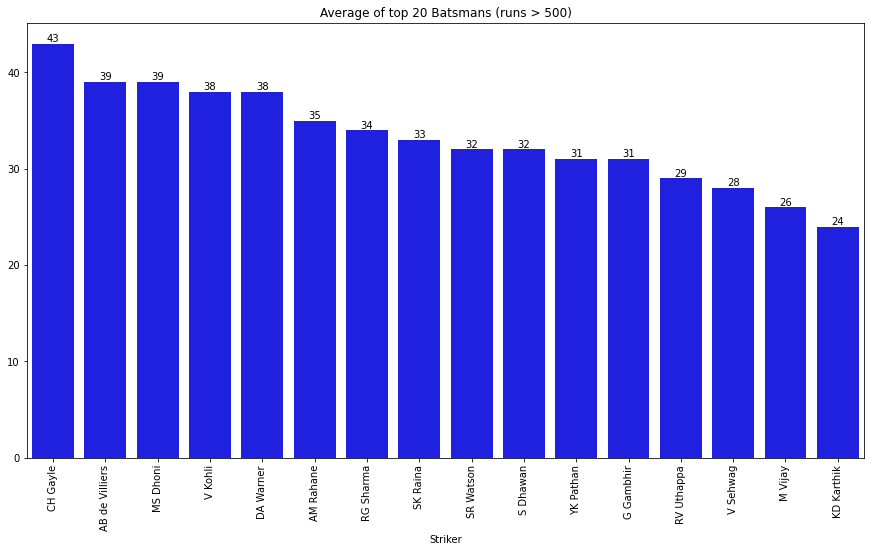 Average of top 20 Batsmans (runs > 500)
43
39
39
38
38
35
34
33
32
32
31
31
29
28
26
24
40
30
20
10
0
CH Gayle
AB de Villiers
MS Dhoni
V Kohli
DA Warner
AM Rahane
RG Sharma
SK Raina
SR Watson
S Dhawan
YK Pathan
G Gambhir
RV Uthappa
V Sehwag
M Vijay
KD Karthik
Striker